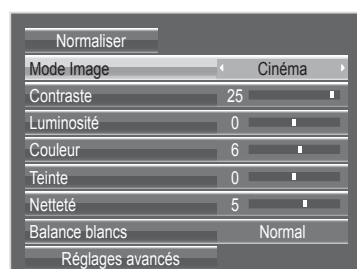 Normaliser
Mode Image Cinéma
Contraste 25
Luminosité 0
Couleur 6
Teinte 0
Netteté 5
Balance blancs Normal
Réglages avancés